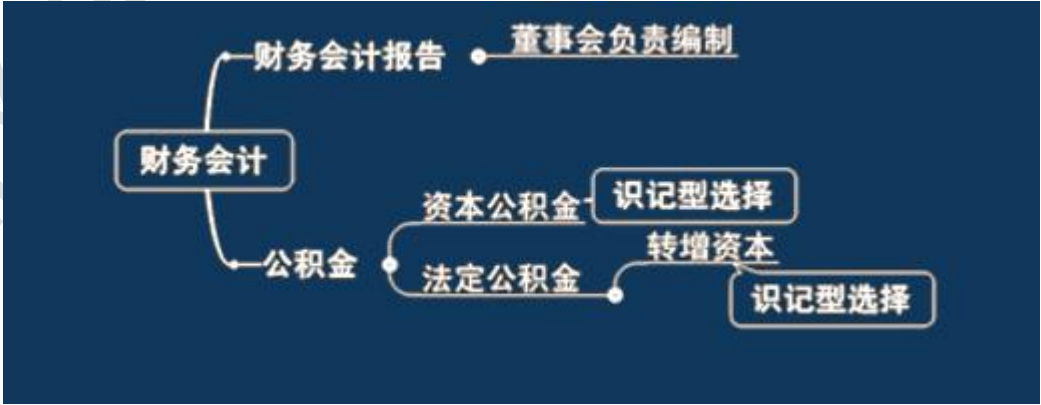 董事会负责编制
财务会计报告
财务会计
识记型选择
资本公积金
转增资本
公积金
法定公积金
识记型选择